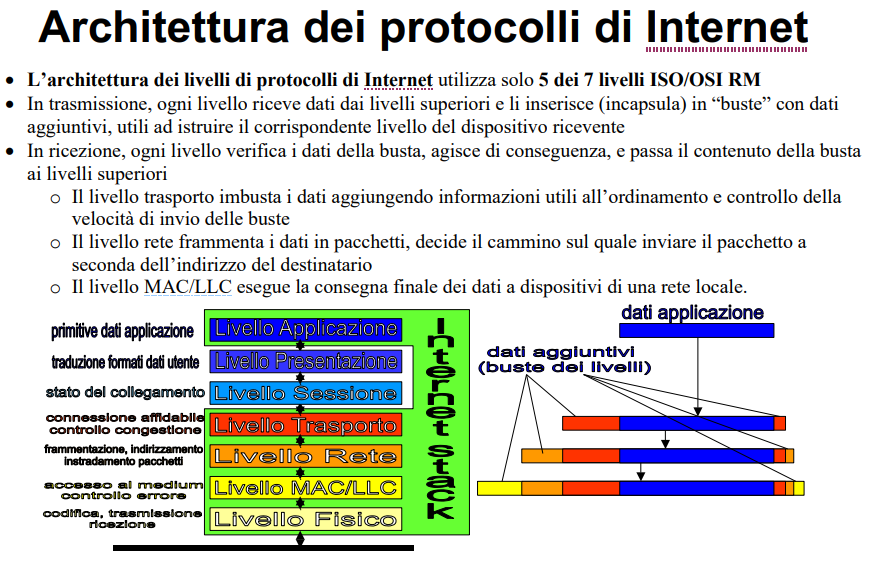 Architettura dei protocolli di Internet
• L’architettura dei livelli di protocolli di Internet utilizza solo 5 dei 7 livelli ISO/OSI RM
• In trasmissione, ogni livello riceve dati dai livelli superiori e li inserisce (incapsula) in “buste” con dati
aggiuntivi, utili ad istruire il corrispondente livello del dispositivo ricevente
• In ricezione, ogni livello verifica i dati della busta, agisce di conseguenza, e passa il contenuto della busta
ai livelli superiori
o Il livello trasporto imbusta i dati aggiungendo informazioni utili all’ordinamento e controllo della
velocità di invio delle buste
o Il livello rete frammenta i dati in pacchetti, decide il cammino sul quale inviare il pacchetto a
seconda dell’indirizzo del destinatario
o Il livello MAC/LLC esegue la consegna finale dei dati a dispositivi di una rete locale.
primitive dati applicazione
Livello Applicazione
traduzione formati dati utente
Livello Presentazione
stato del collegamento
Livello Sessione
connessione affidabile
controllo congestione
Livello Trasporto
frammentazione, indirizzamento
instradamento pacchetti
Livello Rete
accesso al medium
controllo errore
Livello MAC/LLC
codifica, trasmissione
ricezione
Livello Fisico
Internet stack
dati applicazione
dati aggiuntivi
(buste dei livelli)